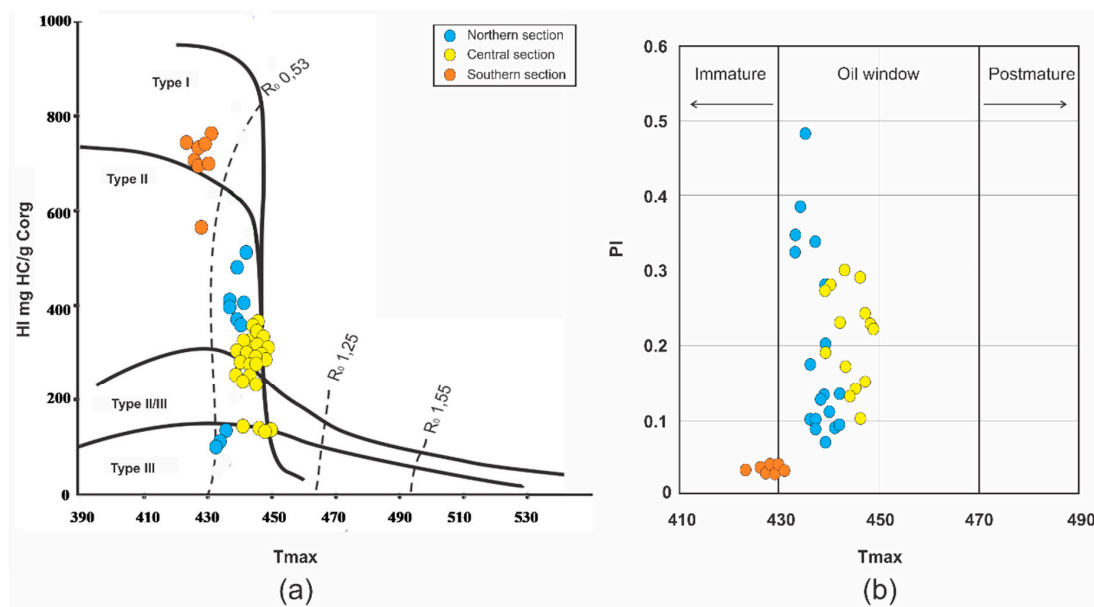 HI mg HC/g Corg
1000
800
600
400
200
0
390
410
430
450
470
490
510
530
Tmax
Type I
Type II
Type II/III
Type III
R₀ 0,53
R₀ 1,25
R₀ 1,55
Northern section
Central section
Southern section
(a)
PI
0.6
0.5
0.4
0.3
0.2
0.1
0
410
430
450
470
490
Tmax
Immature
Oil window
Postmature
(b)